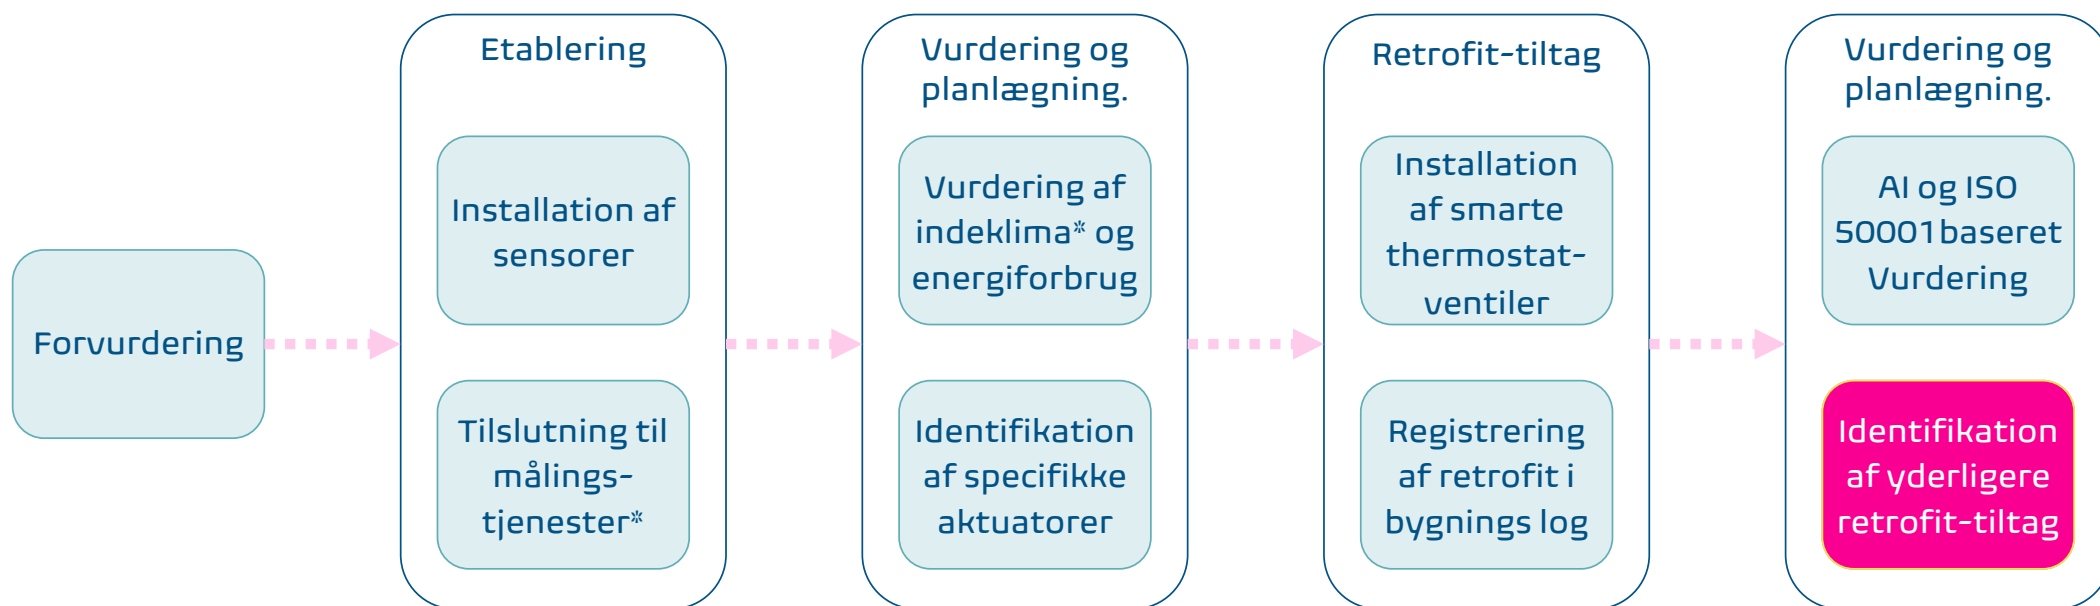 Forvurdering
Etablering
Installation af
sensorer
Tilslutning til
målings-
tjenester*
Vurdering og
planlægning.
Vurdering af
indeklima* og
energiforbrug
Identifikation
af specifikke
aktuatorer
Retrofit-tiltag
Installation
af smarte
thermostat-
ventiler
Registrering
af retrofit i
bygnings log
Vurdering og
planlægning.
AI og ISO
50001 baseret
Vurdering
Identifikation
af yderligere
retrofit-tiltag